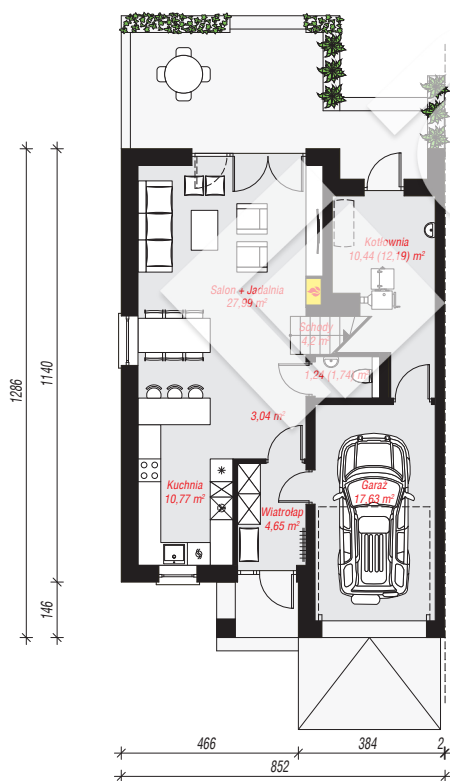 Kotłownia
10,44 (12,19) m²
Salon + Jadalnia
27,99 m²
Schody
4,2 m²
1,24 (1,74) m²
3,04 m²
Kuchnia
10,77 m²
Garaż
17,63 m²
Wiatrołap
4,65 m²
1286
1140
146
466
384
2
852